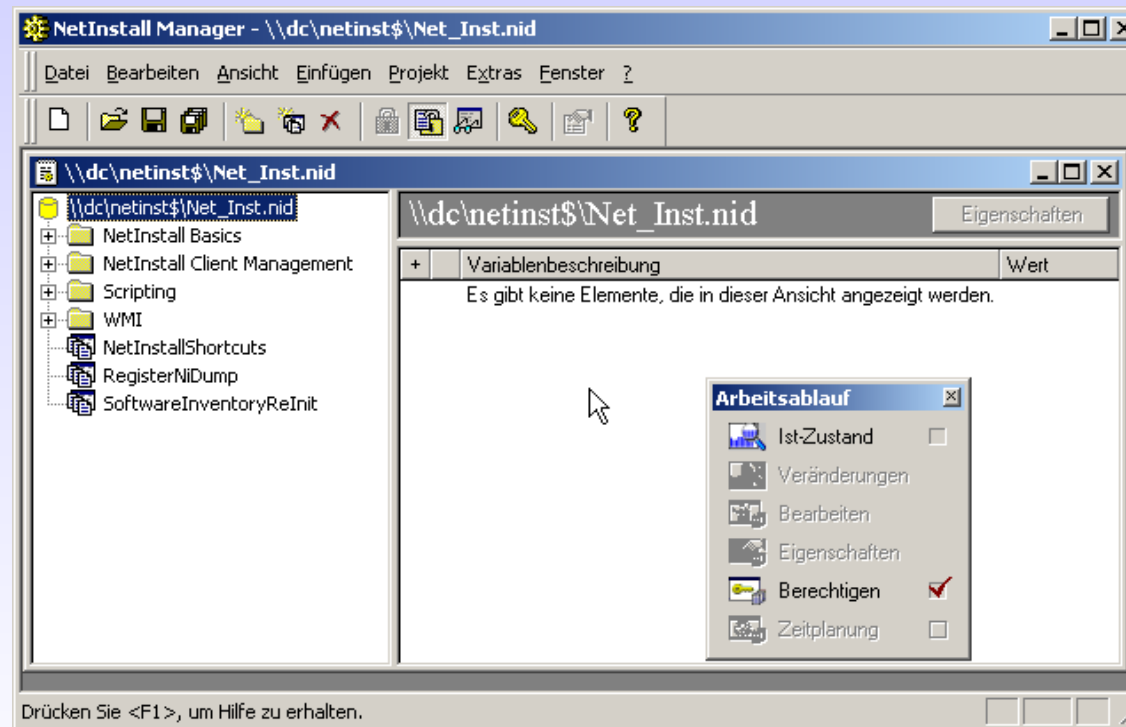 NetInstall Manager - \\dc\netinst$\Net_Inst.nid
Datei Bearbeiten Ansicht Einfügen Projekt Extras Fenster ?
\\dc\netinst$\Net_Inst.nid
\\dc\netinst$\Net_Inst.nid
NetInstall Basics
NetInstall Client Management
Scripting
WMI
NetInstallShortcuts
RegisterNiDump
SoftwareInventoryReInit
\\dc\netinst$\Net_Inst.nid Eigenschaften
+ Variablenbeschreibung Wert
Es gibt keine Elemente, die in dieser Ansicht angezeigt werden.
Arbeitsablauf
Ist-Zustand
Veränderungen
Bearbeiten
Eigenschaften
Berechtigen
Zeitplanung
Drücken Sie <F1>, um Hilfe zu erhalten.